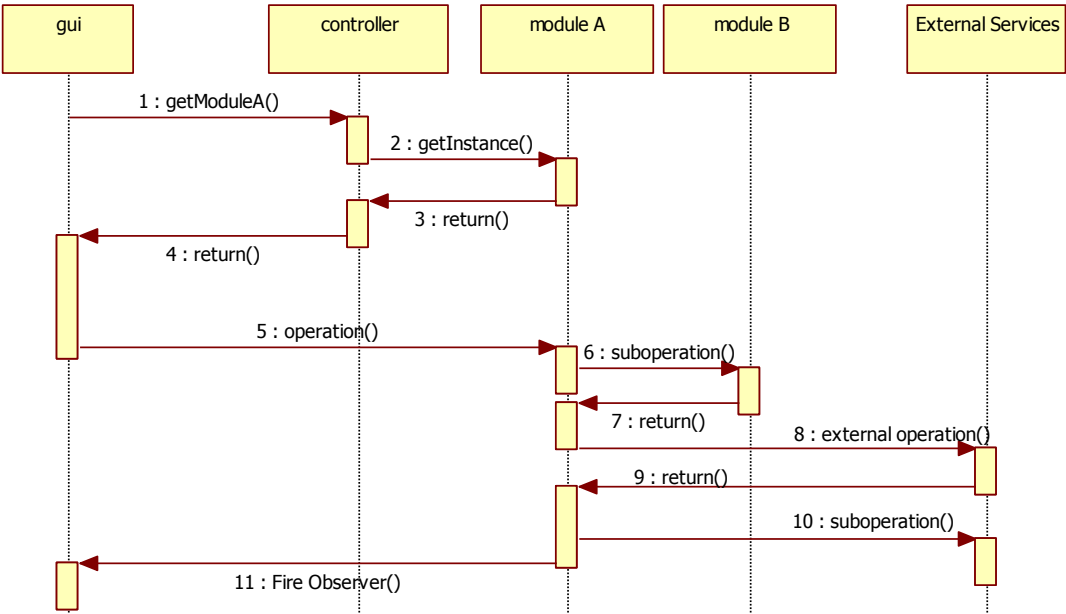 gui
controller
module A
module B
External Services
1 : getModuleA()
2 : getInstance()
3 : return()
4 : return()
5 : operation()
6 : suboperation()
7 : return()
8 : external operation()
9 : return()
10 : suboperation()
11 : Fire Observer()